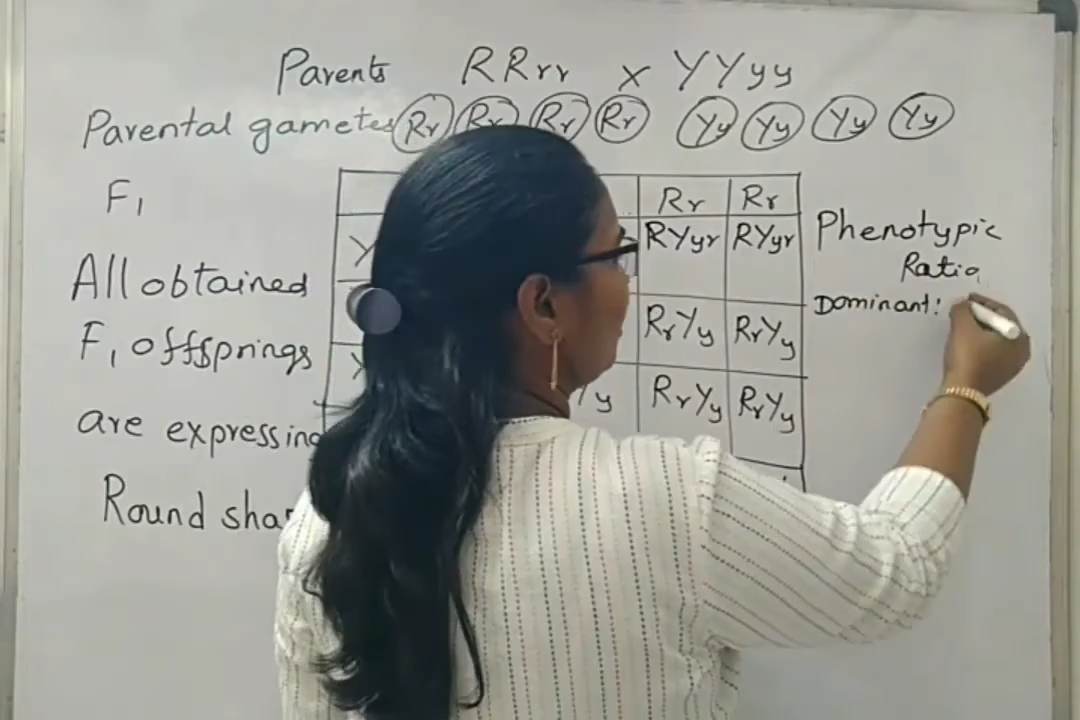 Parents RRrr x YYyy
Parental gametes Rr Rr Rr Rr Yy Yy Yy Yy
F1
Rr Rr
RYyr RYyr
Phenotypic
Ratio
All obtained
Dominant:
F1 offsprings
RrYy RrYy
are expressing
y RrYy RrYy
Round